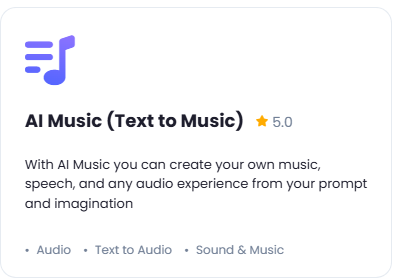 AI Music (Text to Music) 5.0
With AI Music you can create your own music,
speech, and any audio experience from your prompt
and imagination
• Audio • Text to Audio • Sound & Music